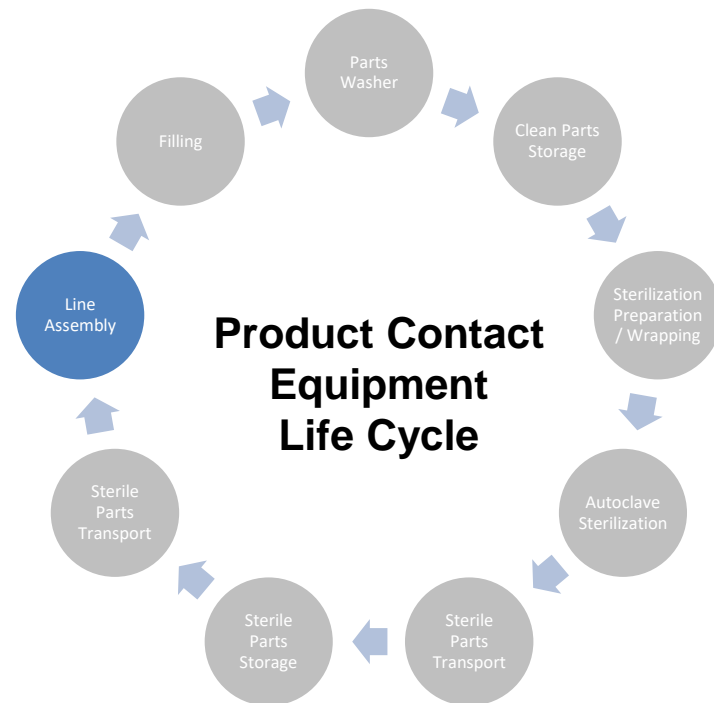 Parts
Washer
Clean Parts
Storage
Sterilization
Preparation
/ Wrapping
Autoclave
Sterilization
Sterile
Parts
Transport
Sterile
Parts
Storage
Sterile
Parts
Transport
Line
Assembly
Filling
Product Contact
Equipment
Life Cycle